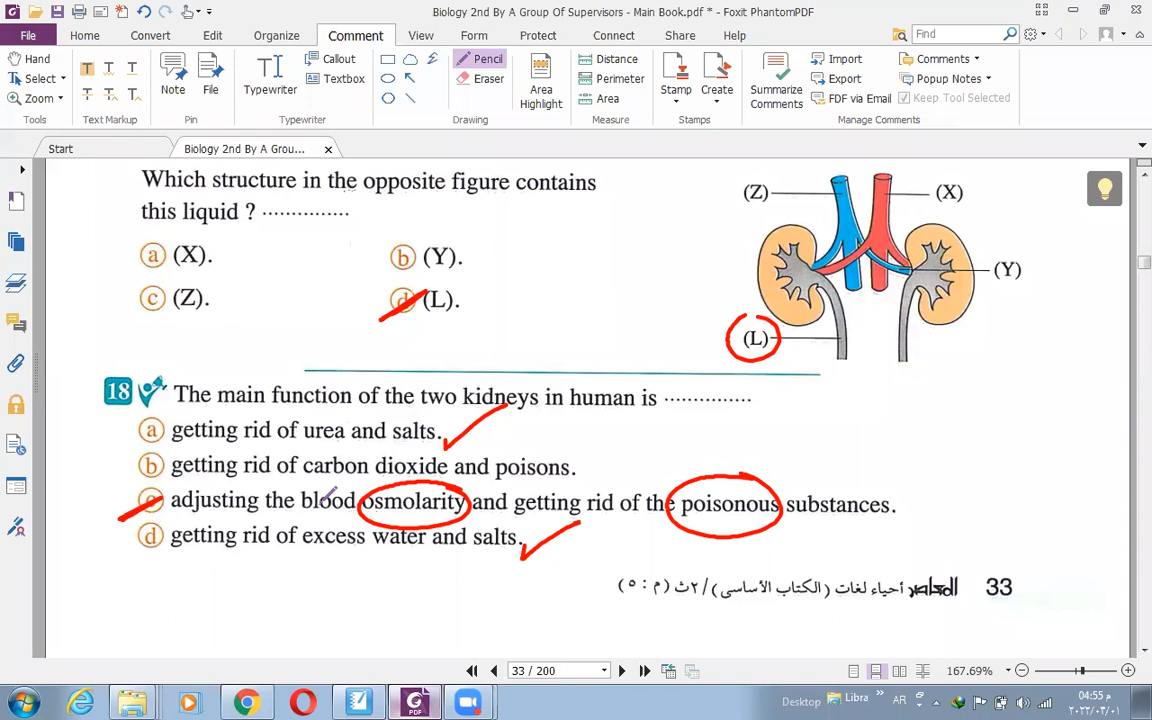 Biology 2nd By A Group Of Supervisors - Main Book.pdf * - Foxit PhantomPDF
File Home Convert Edit Organize Comment View Form Protect Connect Share Help Find
Hand
Select
Zoom
Tools
Text Markup
Note
File
Pin
Typewriter
Callout
Textbox
Typewriter
Pencil
Eraser
Area Highlight
Drawing
Distance
Perimeter
Area
Measure
Stamp
Create
Stamps
Summarize Comments
Import
Export
FDF via Email
Comments
Popup Notes
Keep Tool Selected
Manage Comments
Start
Biology 2nd By A Grou...
Which structure in the opposite figure contains
this liquid ? ...............
a (X). b (Y).
c (Z). d (L).
(Z) (X)
(Y)
(L)
18 The main function of the two kidneys in human is ...............
a getting rid of urea and salts.
b getting rid of carbon dioxide and poisons.
c adjusting the blood osmolarity and getting rid of the poisonous substances.
d getting rid of excess water and salts.
المعاصر أحياء لغات (الكتاب الأساسى) / ٢ث (م : ٥) 33
33 / 200
167.69%
PDF
Desktop Libra » AR
م 04:55
٢٠٢٢/٠٣/٠١